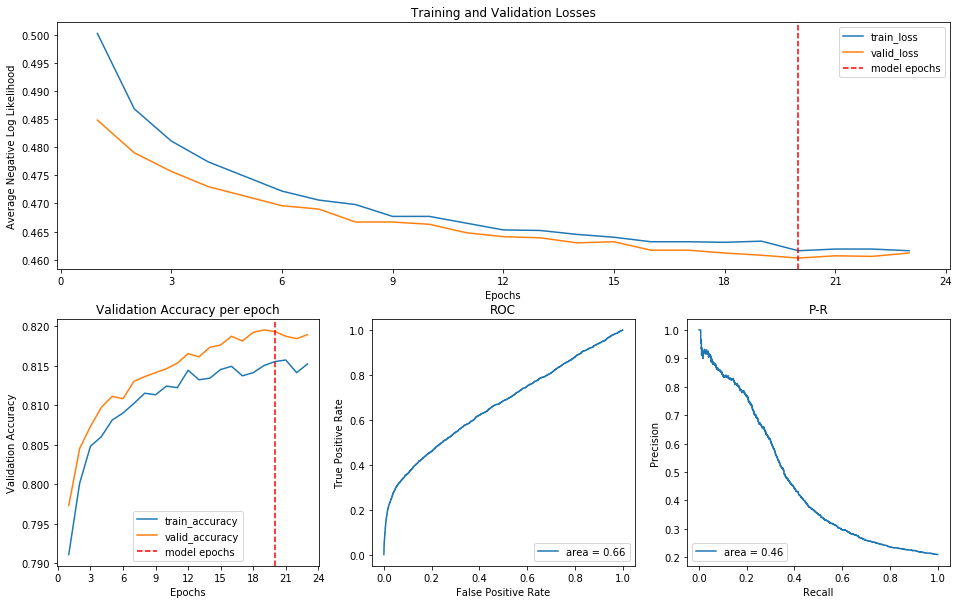 Training and Validation Losses
0.500
0.495
0.490
0.485
0.480
0.475
0.470
0.465
0.460
Average Negative Log Likelihood
train_loss
valid_loss
model epochs
0 3 6 9 12 15 18 21 24
Epochs
Validation Accuracy per epoch
0.820
0.815
0.810
0.805
0.800
0.795
0.790
Validation Accuracy
train_accuracy
valid_accuracy
model epochs
0 3 6 9 12 15 18 21 24
Epochs
ROC
1.0
0.8
0.6
0.4
0.2
0.0
True Positive Rate
area = 0.66
0.0 0.2 0.4 0.6 0.8 1.0
False Positive Rate
P-R
1.0
0.9
0.8
0.7
0.6
0.5
0.4
0.3
0.2
Precision
area = 0.46
0.0 0.2 0.4 0.6 0.8 1.0
Recall